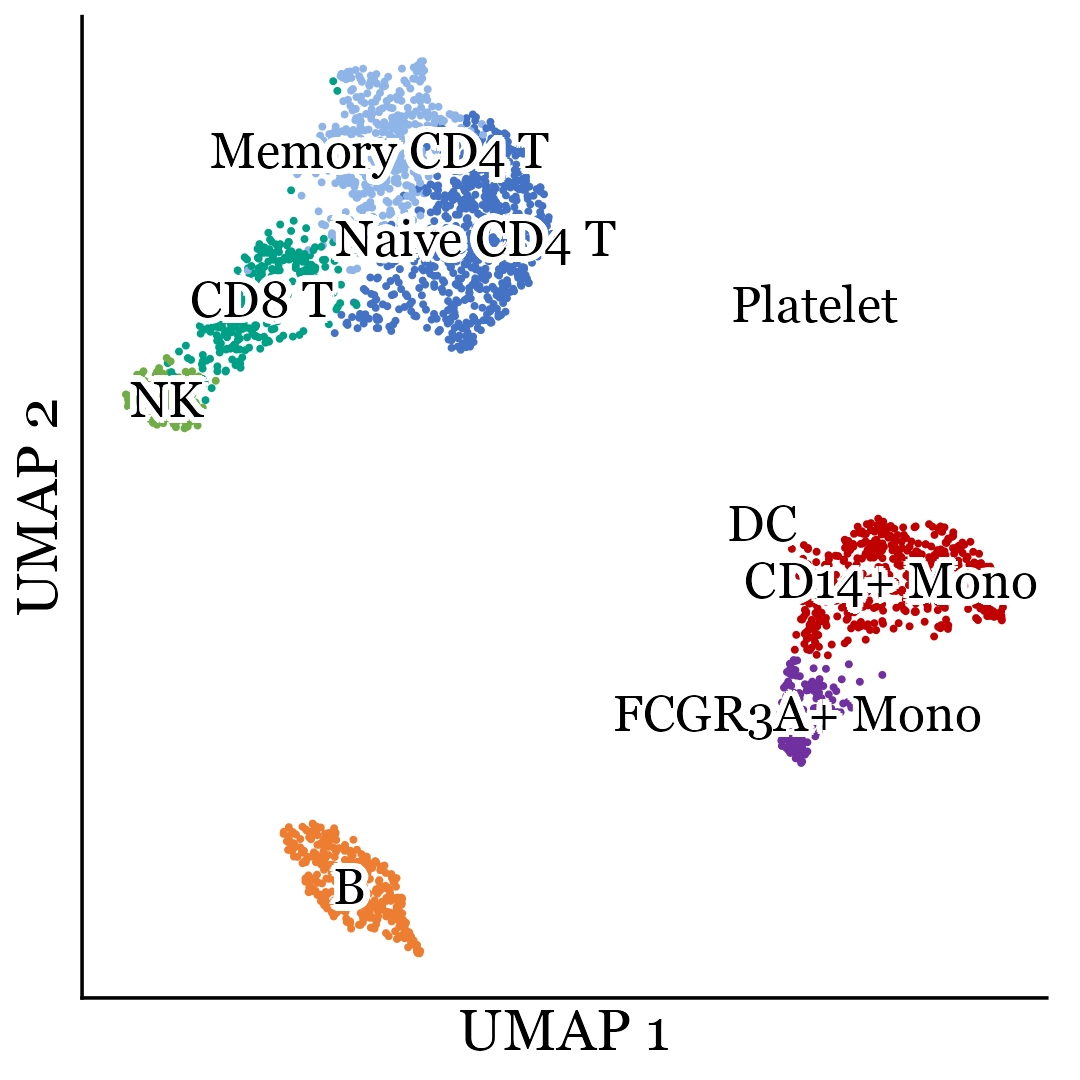 Memory CD4 T
Naive CD4 T
CD8 T
Platelet
NK
UMAP 2
DC
CD14+ Mono
FCGR3A+ Mono
B
UMAP 1